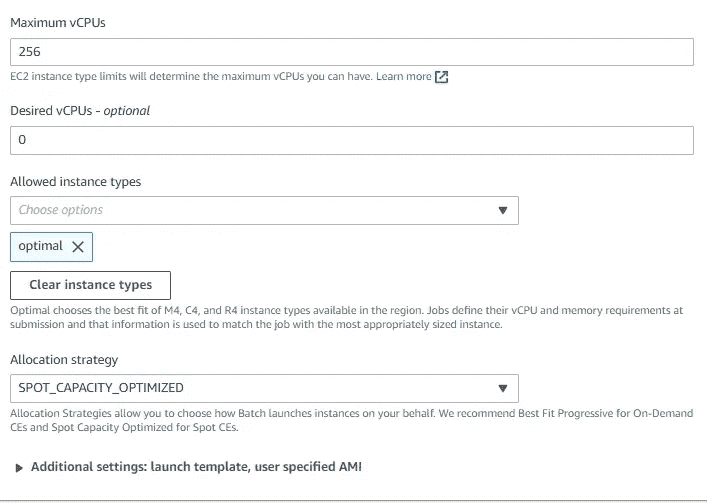 Maximum vCPUs
256
EC2 instance type limits will determine the maximum vCPUs you can have. Learn more
Desired vCPUs - optional
0
Allowed instance types
Choose options
optimal
Clear instance types
Optimal chooses the best fit of M4, C4, and R4 instance types available in the region. Jobs define their vCPU and memory requirements at
submission and that information is used to match the job with the most appropriately sized instance.
Allocation strategy
SPOT_CAPACITY_OPTIMIZED
Allocation Strategies allow you to choose how Batch launches instances on your behalf. We recommend Best Fit Progressive for On-Demand
CEs and Spot Capacity Optimized for Spot CEs.
Additional settings: launch template, user specified AMI